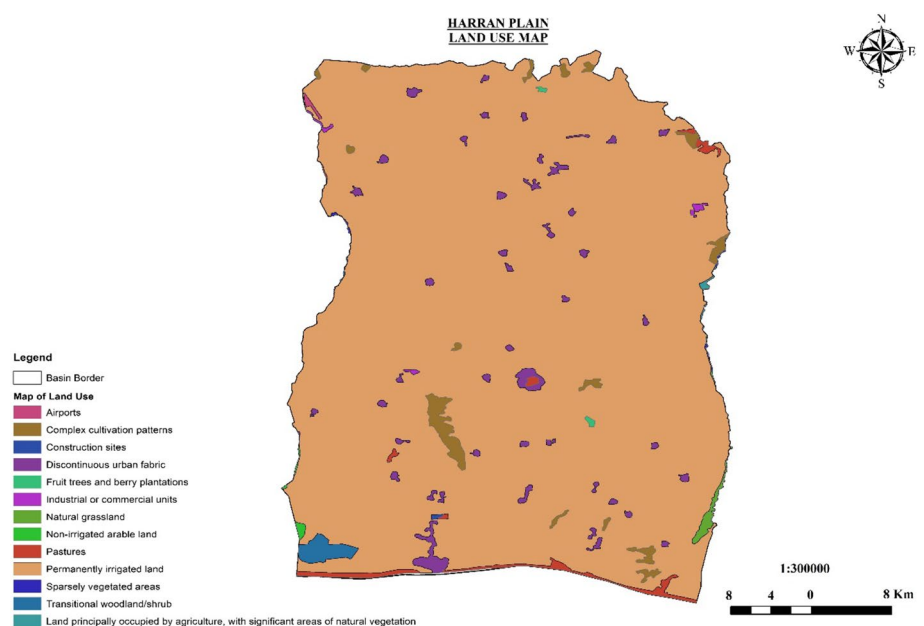 HARRAN PLAIN
LAND USE MAP
N
W E
S
Legend
Basin Border
Map of Land Use
Airports
Complex cultivation patterns
Construction sites
Discontinuous urban fabric
Fruit trees and berry plantations
Industrial or commercial units
Natural grassland
Non-irrigated arable land
Pastures
Permanently irrigated land
Sparsely vegetated areas
Transitional woodland/shrub
Land principally occupied by agriculture, with significant areas of natural vegetation
1:300000
8 4 0 8 Km